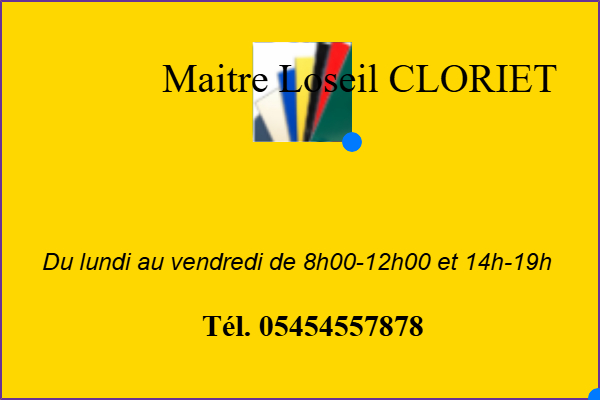 Maitre Loseil CLORIET
Du lundi au vendredi de 8h00-12h00 et 14h-19h
Tél. 05454557878